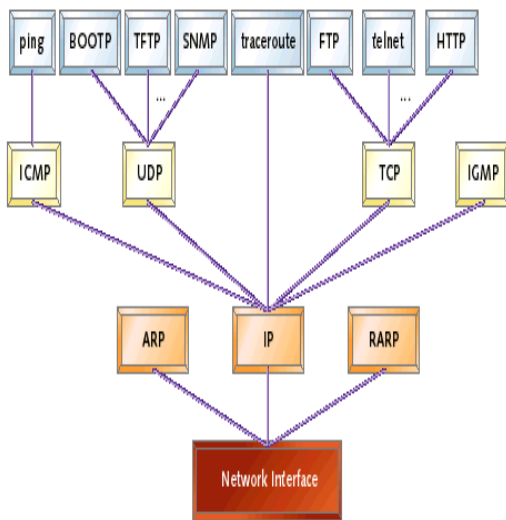 ping BOOTP TFTP SNMP traceroute FTP telnet HTTP
... ...
ICMP UDP TCP IGMP
ARP IP RARP
Network Interface